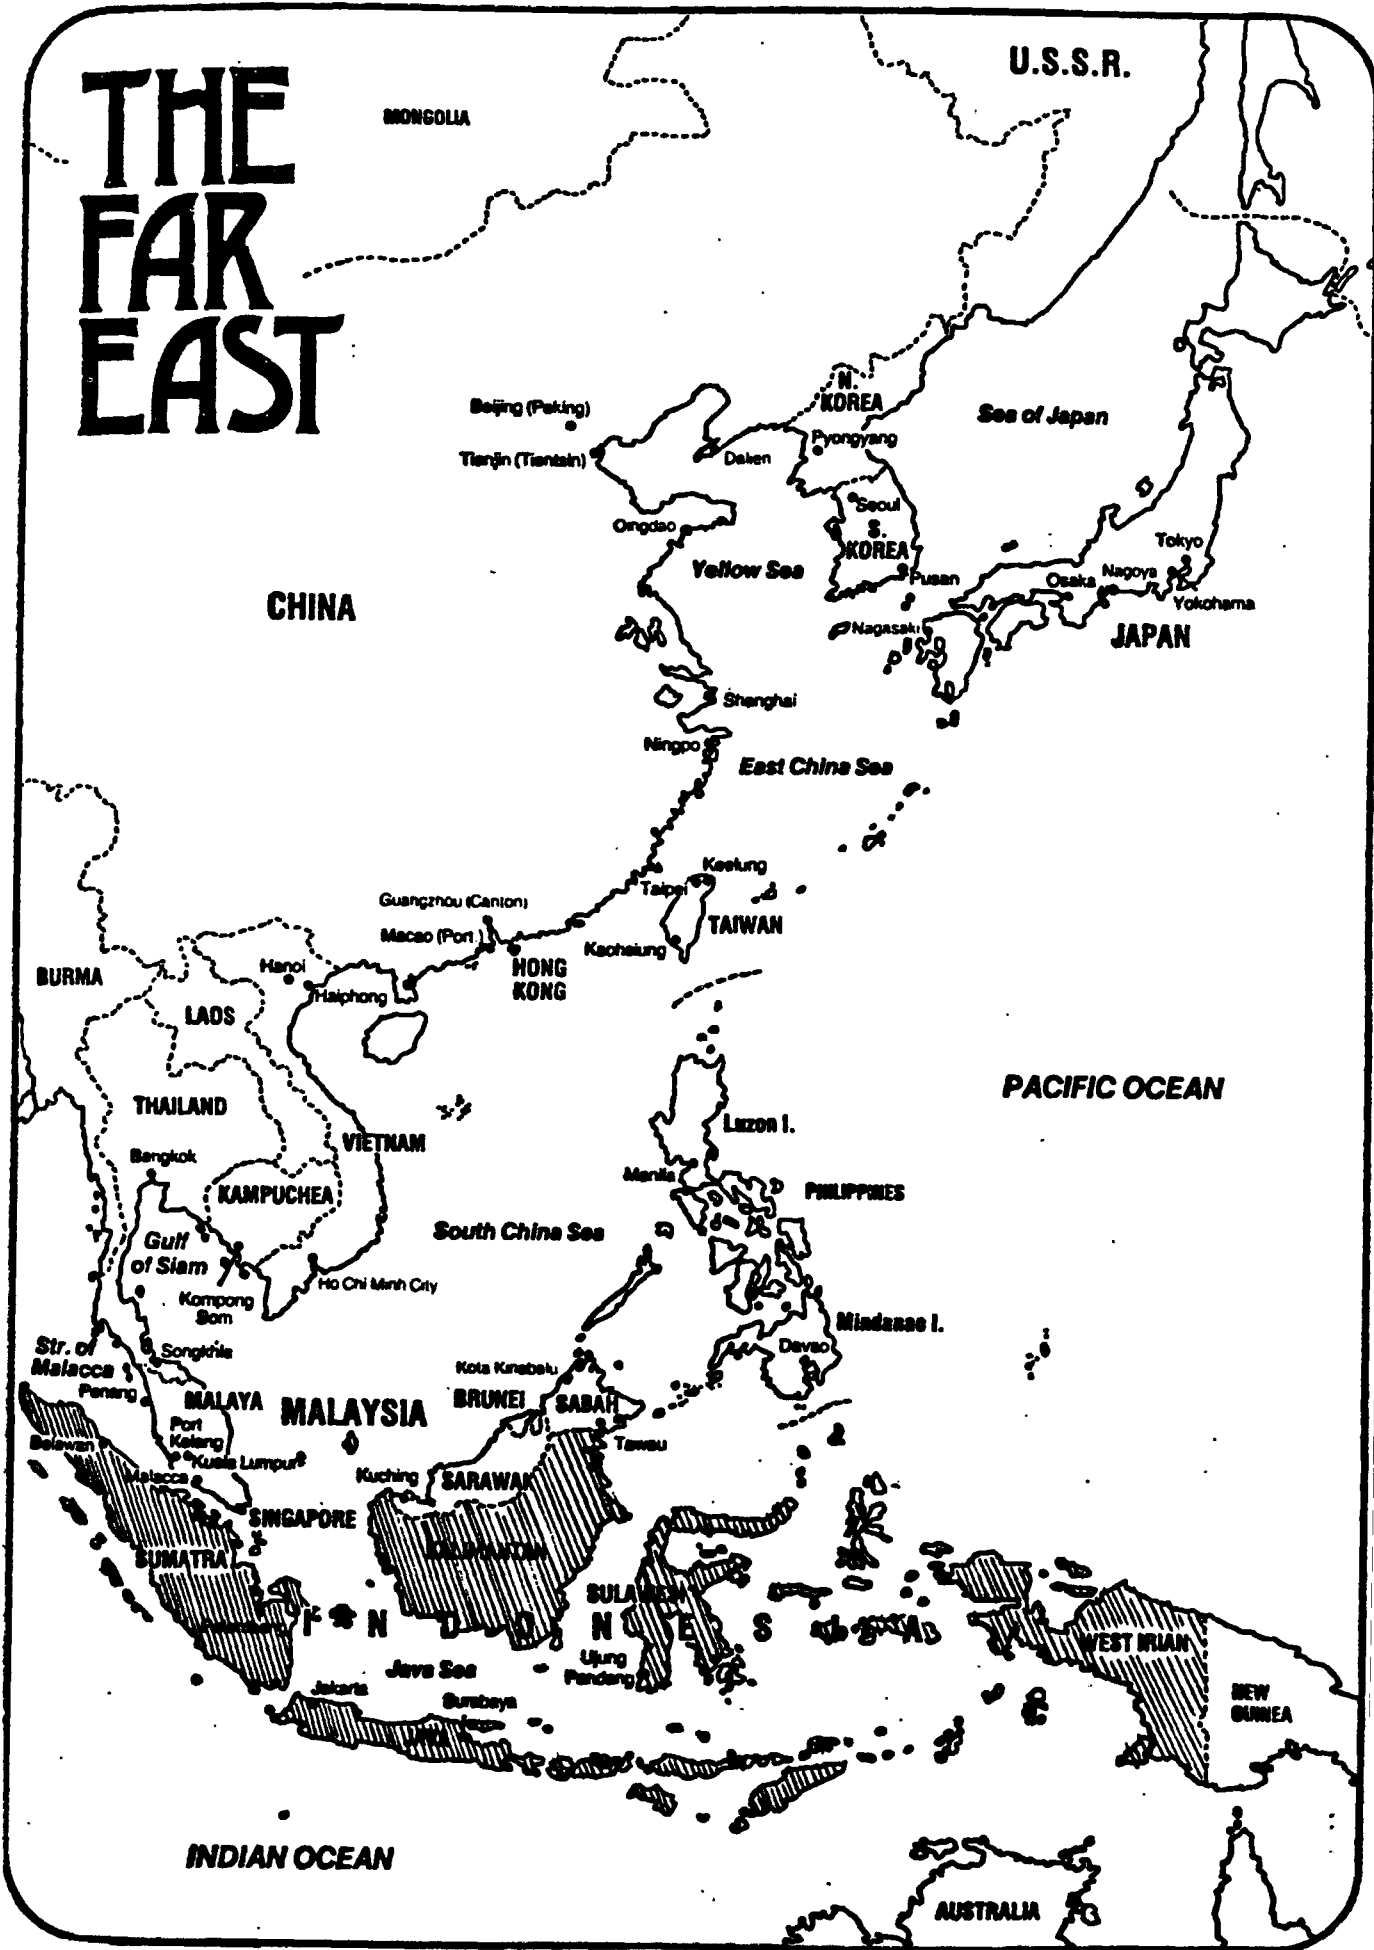 THE
FAR
EAST
U.S.S.R.
MONGOLIA
N.
KOREA
Beijing (Peking)
Sea of Japan
Pyongyang
Tianjin (Tientsin)
Dalien
Seoul
Qingdao
S.
KOREA
Tokyo
Yellow Sea
Pusan
Osaka
Nagoya
Yokohama
CHINA
Nagasaki
JAPAN
Shanghai
Ningpo
East China Sea
Keelung
Taipei
Guangzhou (Canton)
TAIWAN
Macao (Port.)
Kaohsiung
HONG
KONG
BURMA
Hanoi
Haiphong
LAOS
PACIFIC OCEAN
THAILAND
Luzon I.
VIETNAM
Bangkok
Manila
KAMPUCHEA
PHILIPPINES
South China Sea
Gulf
of Siam
Ho Chi Minh City
Kompong
Som
Mindanao I.
Str. of
Malacca
Songkhla
Davao
Kota Kinabalu
Penang
MALAYA
MALAYSIA
BRUNEI
SABAH
Port
Kelang
Belawan
Tawau
Kuala Lumpur
Malacca
Kuching
SARAWAK
SINGAPORE
KALIMANTAN
SUMATRA
SULAWESI
INDONESIA
WEST IRIAN
Ujung
Pandang
Java Sea
Jakarta
Surabaya
NEW
GUINEA
JAVA
INDIAN OCEAN
AUSTRALIA